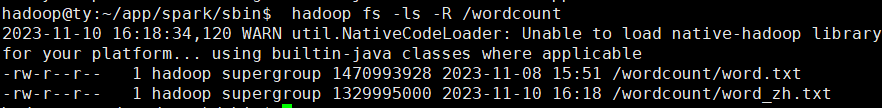 hadoop@ty:~/app/spark/sbin$  hadoop fs -ls -R /wordcount
2023-11-10 16:18:34,120 WARN util.NativeCodeLoader: Unable to load native-hadoop library
for your platform... using builtin-java classes where applicable
-rw-r--r--   1 hadoop supergroup 1470993928 2023-11-08 15:51 /wordcount/word.txt
-rw-r--r--   1 hadoop supergroup 1329995000 2023-11-10 16:18 /wordcount/word_zh.txt